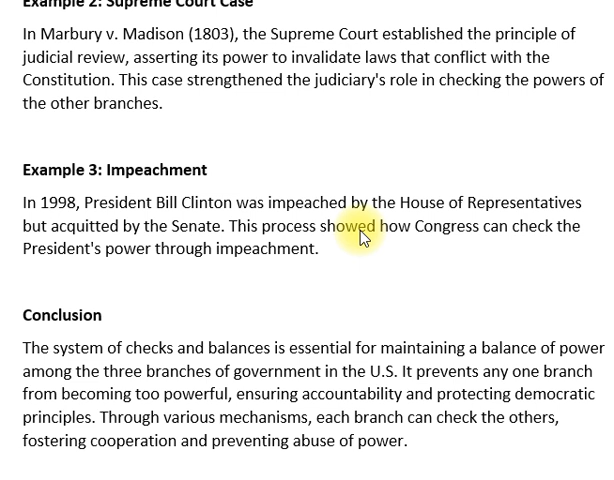 Example 2: Supreme Court Case
In Marbury v. Madison (1803), the Supreme Court established the principle of
judicial review, asserting its power to invalidate laws that conflict with the
Constitution. This case strengthened the judiciary's role in checking the powers of
the other branches.
Example 3: Impeachment
In 1998, President Bill Clinton was impeached by the House of Representatives
but acquitted by the Senate. This process showed how Congress can check the
President's power through impeachment.
Conclusion
The system of checks and balances is essential for maintaining a balance of power
among the three branches of government in the U.S. It prevents any one branch
from becoming too powerful, ensuring accountability and protecting democratic
principles. Through various mechanisms, each branch can check the others,
fostering cooperation and preventing abuse of power.